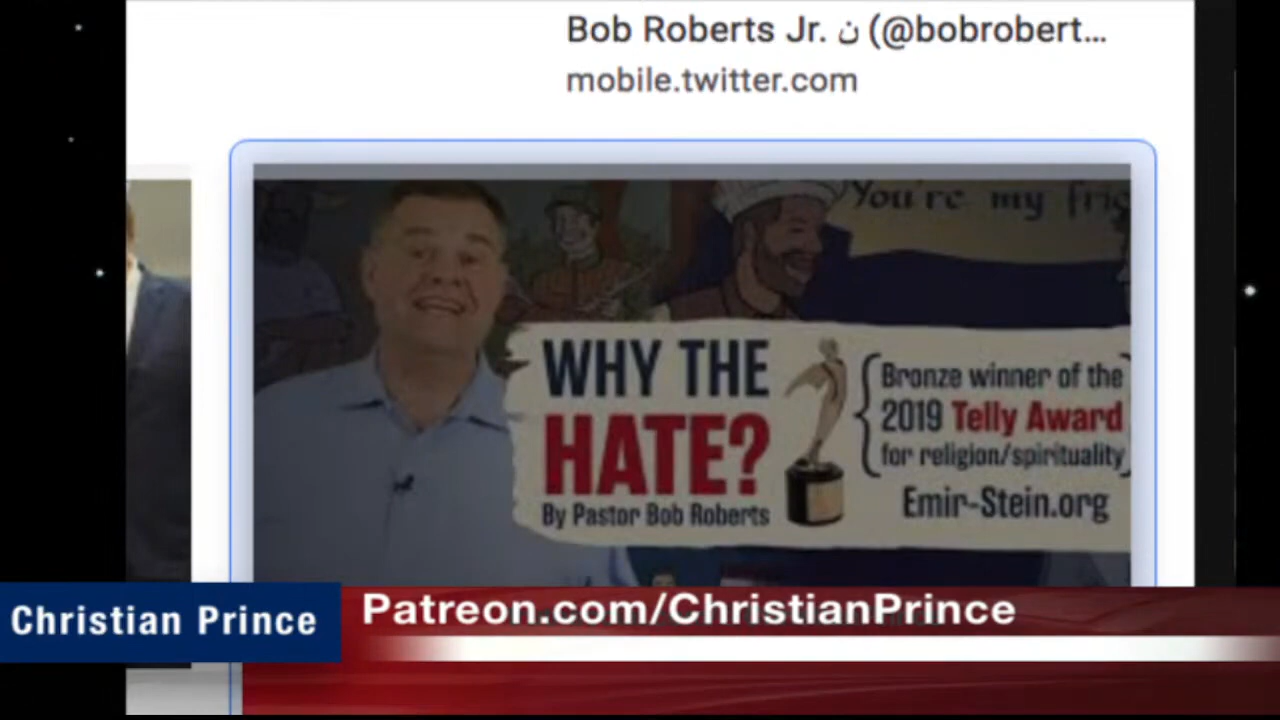 Bob Roberts Jr. ن (@bobrobert...
mobile.twitter.com
You're my frie
WHY THE
HATE?
By Pastor Bob Roberts
Bronze winner of the
2019 Telly Award
for religion/spirituality
Emir-Stein.org
Christian Prince
Patreon.com/ChristianPrince